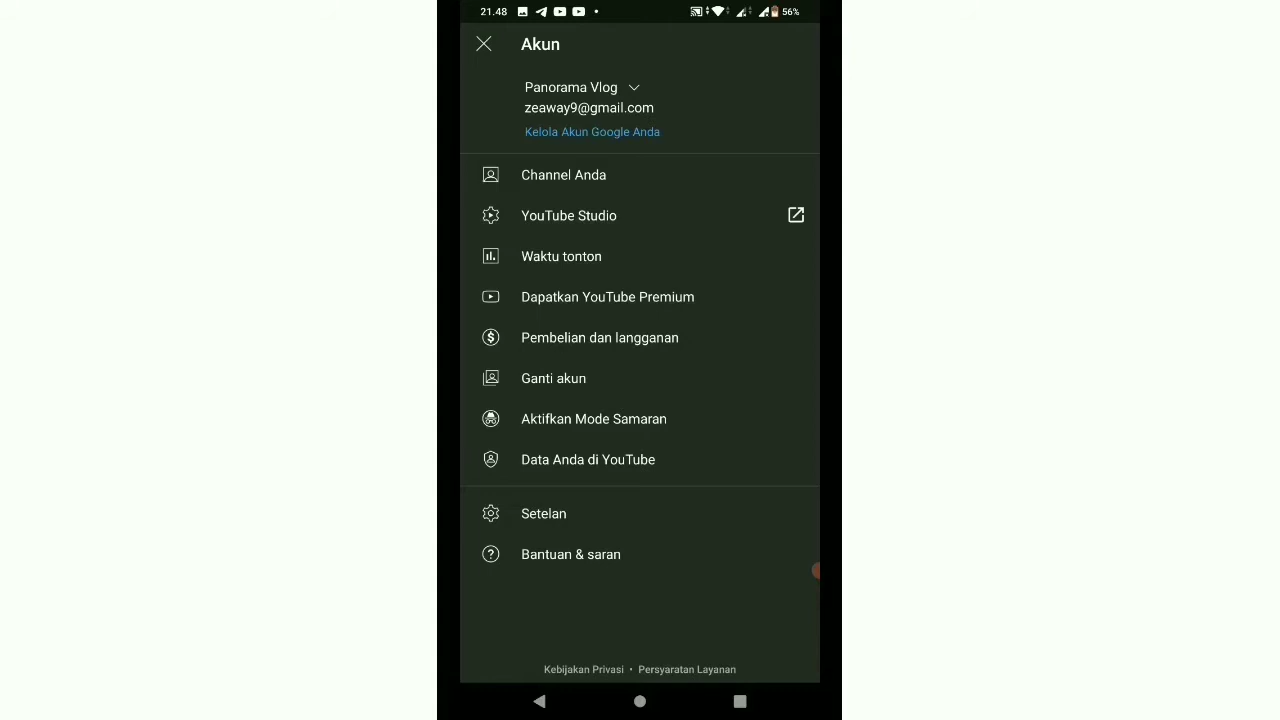 21.48
56%
Akun
Panorama Vlog
zeaway9@gmail.com
Kelola Akun Google Anda
Channel Anda
YouTube Studio
Waktu tonton
Dapatkan YouTube Premium
Pembelian dan langganan
Ganti akun
Aktifkan Mode Samaran
Data Anda di YouTube
Setelan
Bantuan & saran
Kebijakan Privasi • Persyaratan Layanan